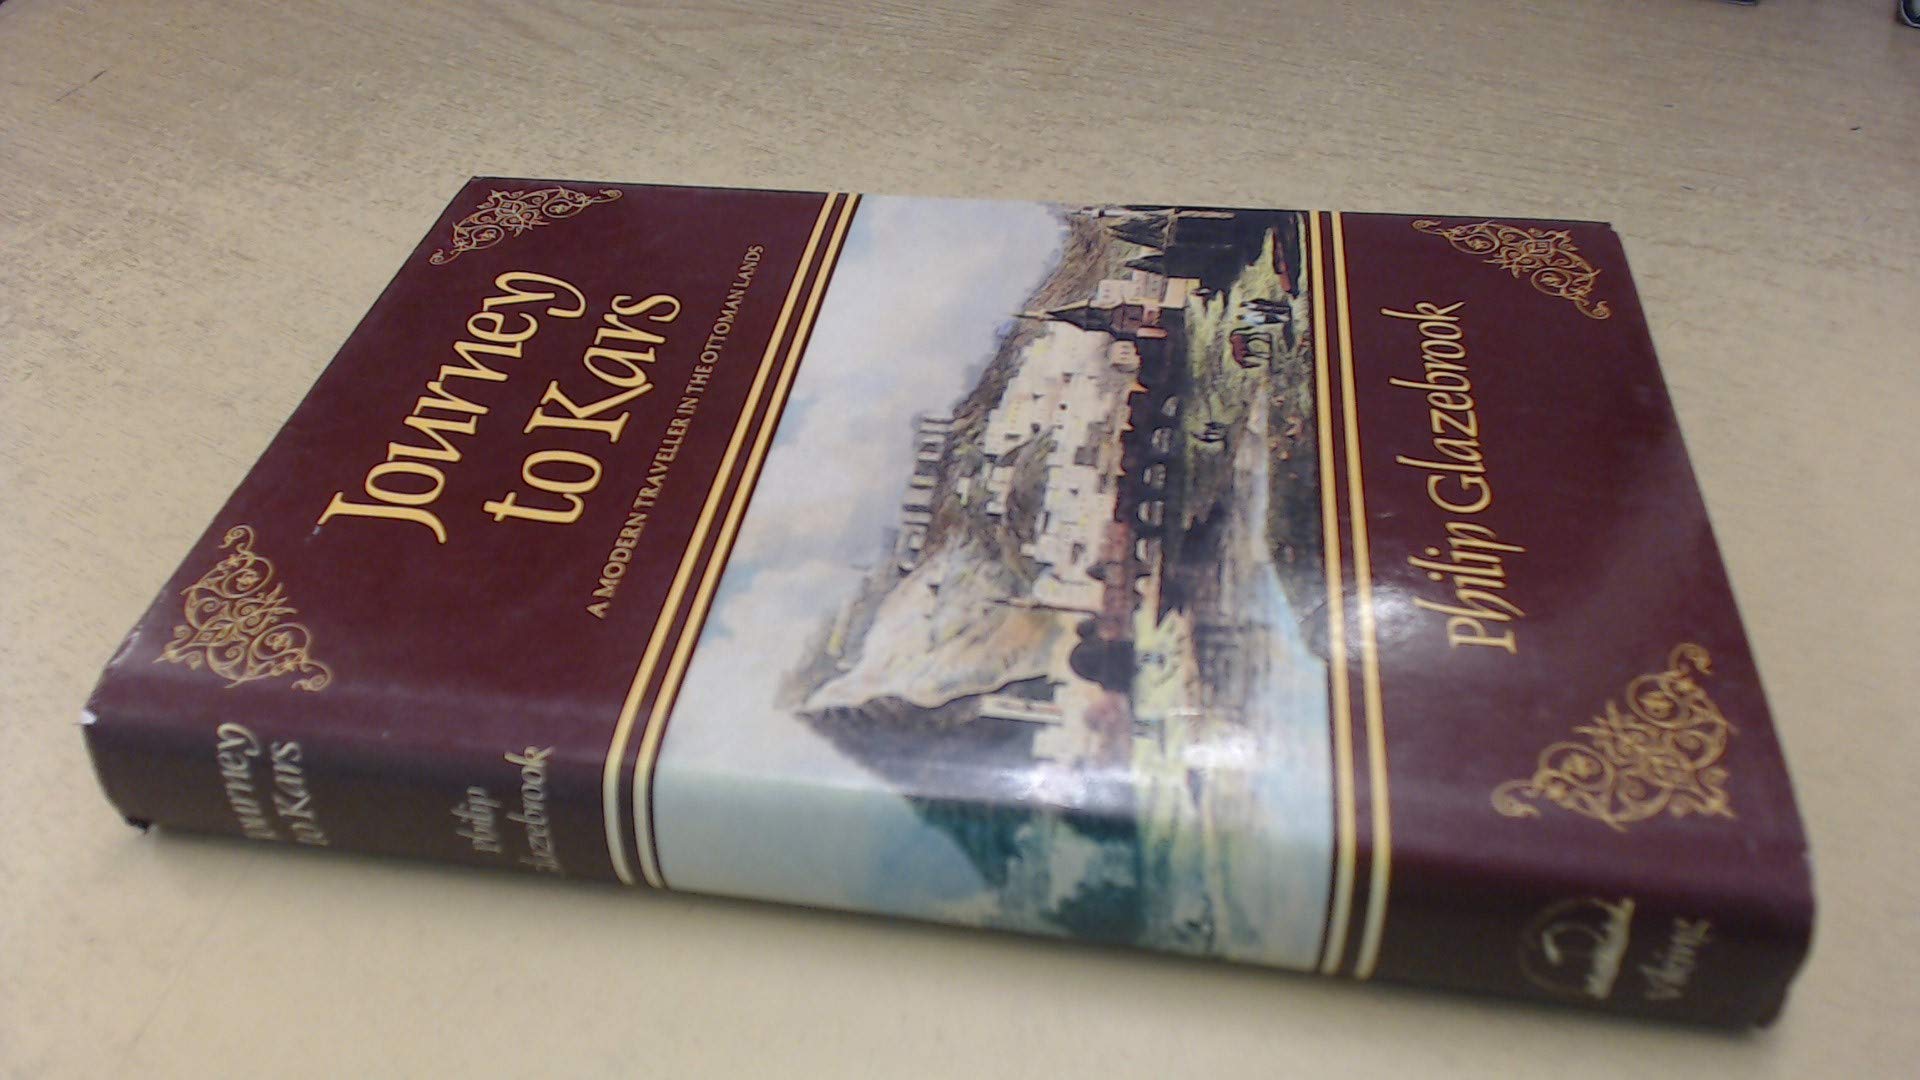 Journey
to Kars
A MODERN TRAVELLER IN THE OTTOMAN LANDS
Philip Glazebrook
Journey
to Kars
Philip
Glazebrook
Viking